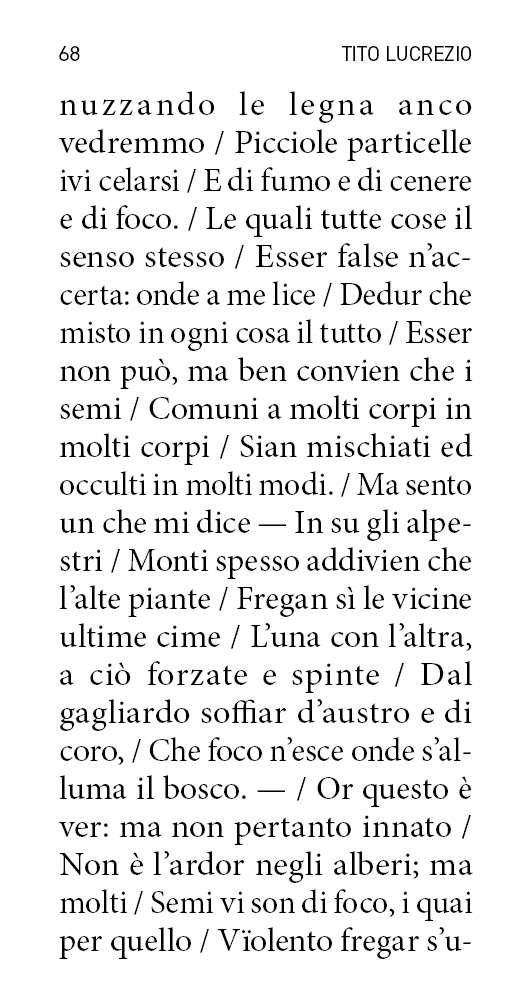 68 TITO LUCREZIO
nuzzando le legna anco
vedremmo / Picciole particelle
ivi celarsi / E di fumo e di cenere
e di foco. / Le quali tutte cose il
senso stesso / Esser false n’ac-
certa: onde a me lice / Dedur che
misto in ogni cosa il tutto / Esser
non può, ma ben convien che i
semi / Comuni a molti corpi in
molti corpi / Sian mischiati ed
occulti in molti modi. / Ma sento
un che mi dice — In su gli alpe-
stri / Monti spesso addivien che
l’alte piante / Fregan sì le vicine
ultime cime / L’una con l’altra,
a ciò forzate e spinte / Dal
gagliardo soffiar d’austro e di
coro, / Che foco n’esce onde s’al-
luma il bosco. — / Or questo è
ver: ma non pertanto innato /
Non è l’ardor negli alberi; ma
molti / Semi vi son di foco, i quai
per quello / Vïolento fregar s’u-